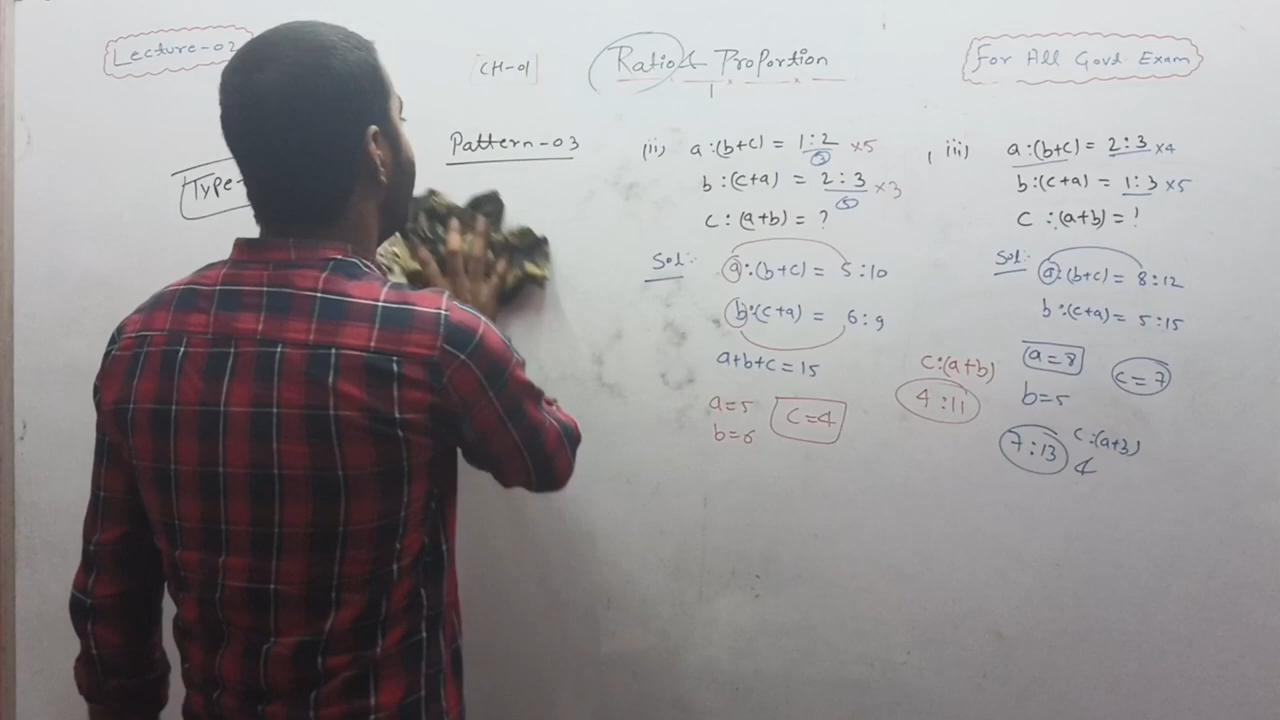 Lecture-02
[CH-01]
Ratio & Proportion
For All Govt Exam
Type-
Pattern-03
(ii) a:(b+c) = 1:2 ×5
③
b:(c+a) = 2:3 ×3
⑤
c:(a+b) = ?
Sol:
a:(b+c) = 5:10
b:(c+a) = 6:9
a+b+c=15
a=5
b=6
c=4
c:(a+b)
4:11
iii) a:(b+c) = 2:3 ×4
b:(c+a) = 1:3 ×5
c:(a+b) = !
Sol:
a:(b+c) = 8:12
b:(c+a) = 5:15
a=8
c=7
b=5
7:13